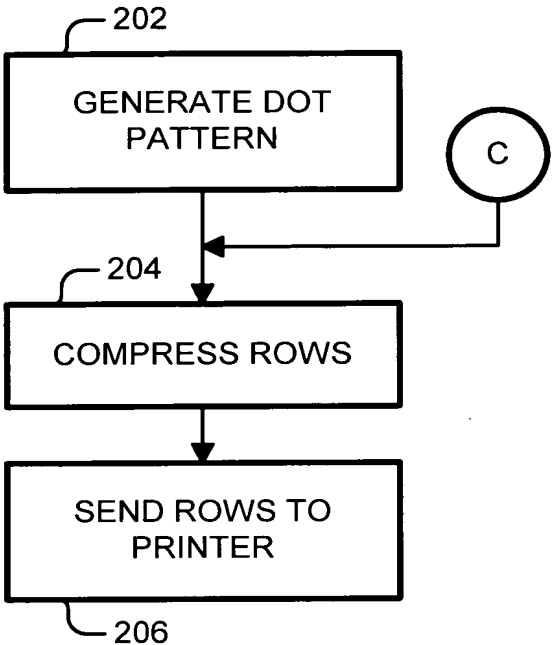 202
GENERATE DOT
PATTERN
C
204
COMPRESS ROWS
SEND ROWS TO
PRINTER
206